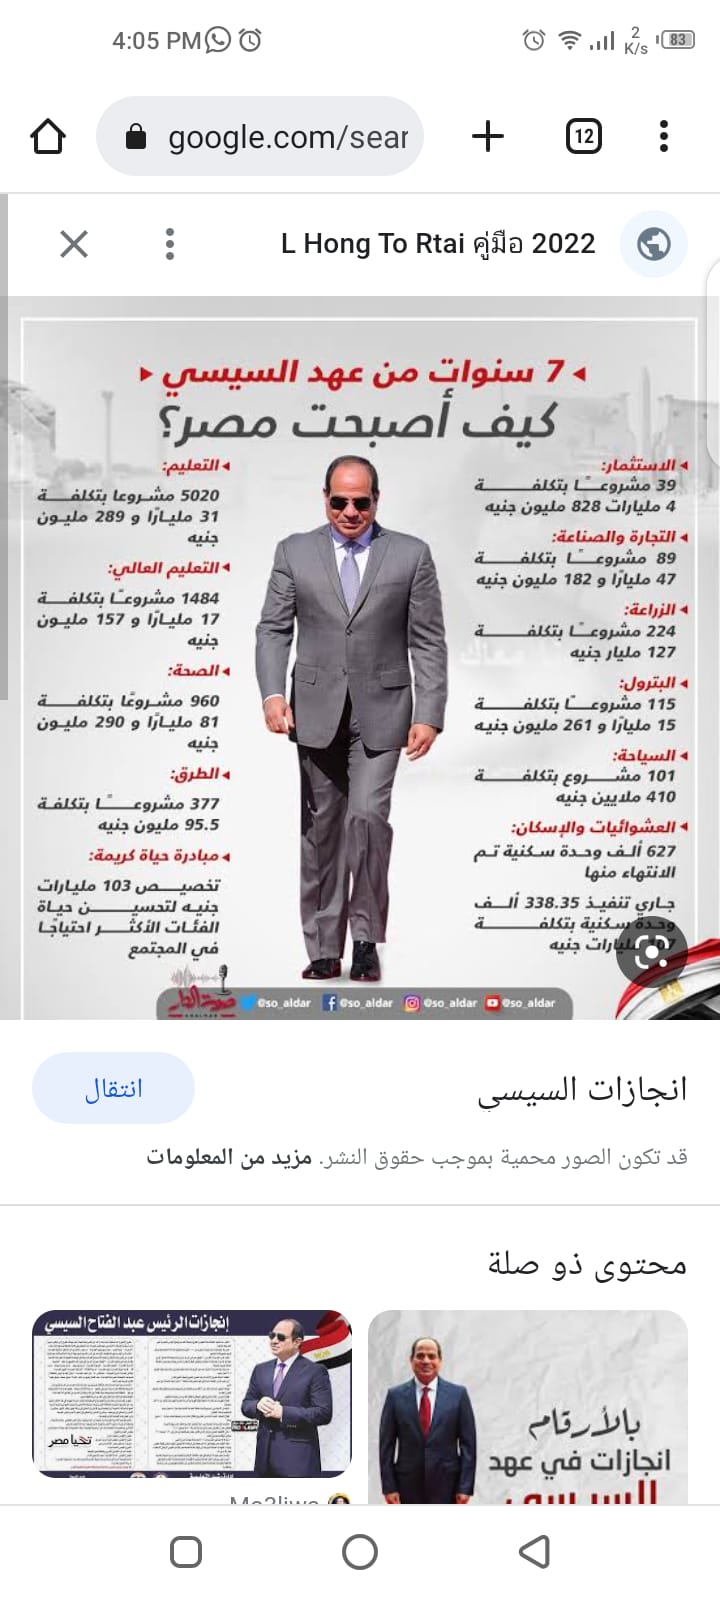 4:05 PM
2 K/s
83
google.com/sear
12
L Hong To Rtai คู่มือ 2022
7 سنوات من عهد السيسي
كيف أصبحت مصر؟
الاستثمار:
39 مشروعًا بتكلفة
4 مليارات 828 مليون جنيه
التجارة والصناعة:
89 مشروعًا بتكلفة
47 مليارًا و 182 مليون جنيه
الزراعة:
224 مشروعًا بتكلفة
127 مليار جنيه
البترول:
115 مشروعًا بتكلفة
15 مليارًا و 261 مليون جنيه
السياحة:
101 مشروع بتكلفة
410 ملايين جنيه
العشوائيات والإسكان:
627 ألف وحدة سكنية تم
الانتهاء منها
جاري تنفيذ 338.35 ألف
وحدة سكنية بتكلفة
مليارات جنيه
التعليم:
5020 مشروعا بتكلفة
31 مليارًا و 289 مليون
جنيه
التعليم العالي:
1484 مشروعًا بتكلفة
17 مليارًا و 157 مليون
جنيه
الصحة:
960 مشروعًا بتكلفة
81 مليارًا و 290 مليون
جنيه
الطرق:
377 مشروعًا بتكلفة
95.5 مليون جنيه
مبادرة حياة كريمة:
تخصيص 103 مليارات
جنيه لتحسين حياة
الفئات الأكثر احتياجًا
في المجتمع
صوت الدار
@so_aldar @so_aldar @so_aldar @so_aldar
انجازات السيسي
انتقال
قد تكون الصور محمية بموجب حقوق النشر. مزيد من المعلومات
محتوى ذو صلة
بالأرقام
انجازات في عهد
السيسي
إنجازات الرئيس عبد الفتاح السيسي
تحيا مصر